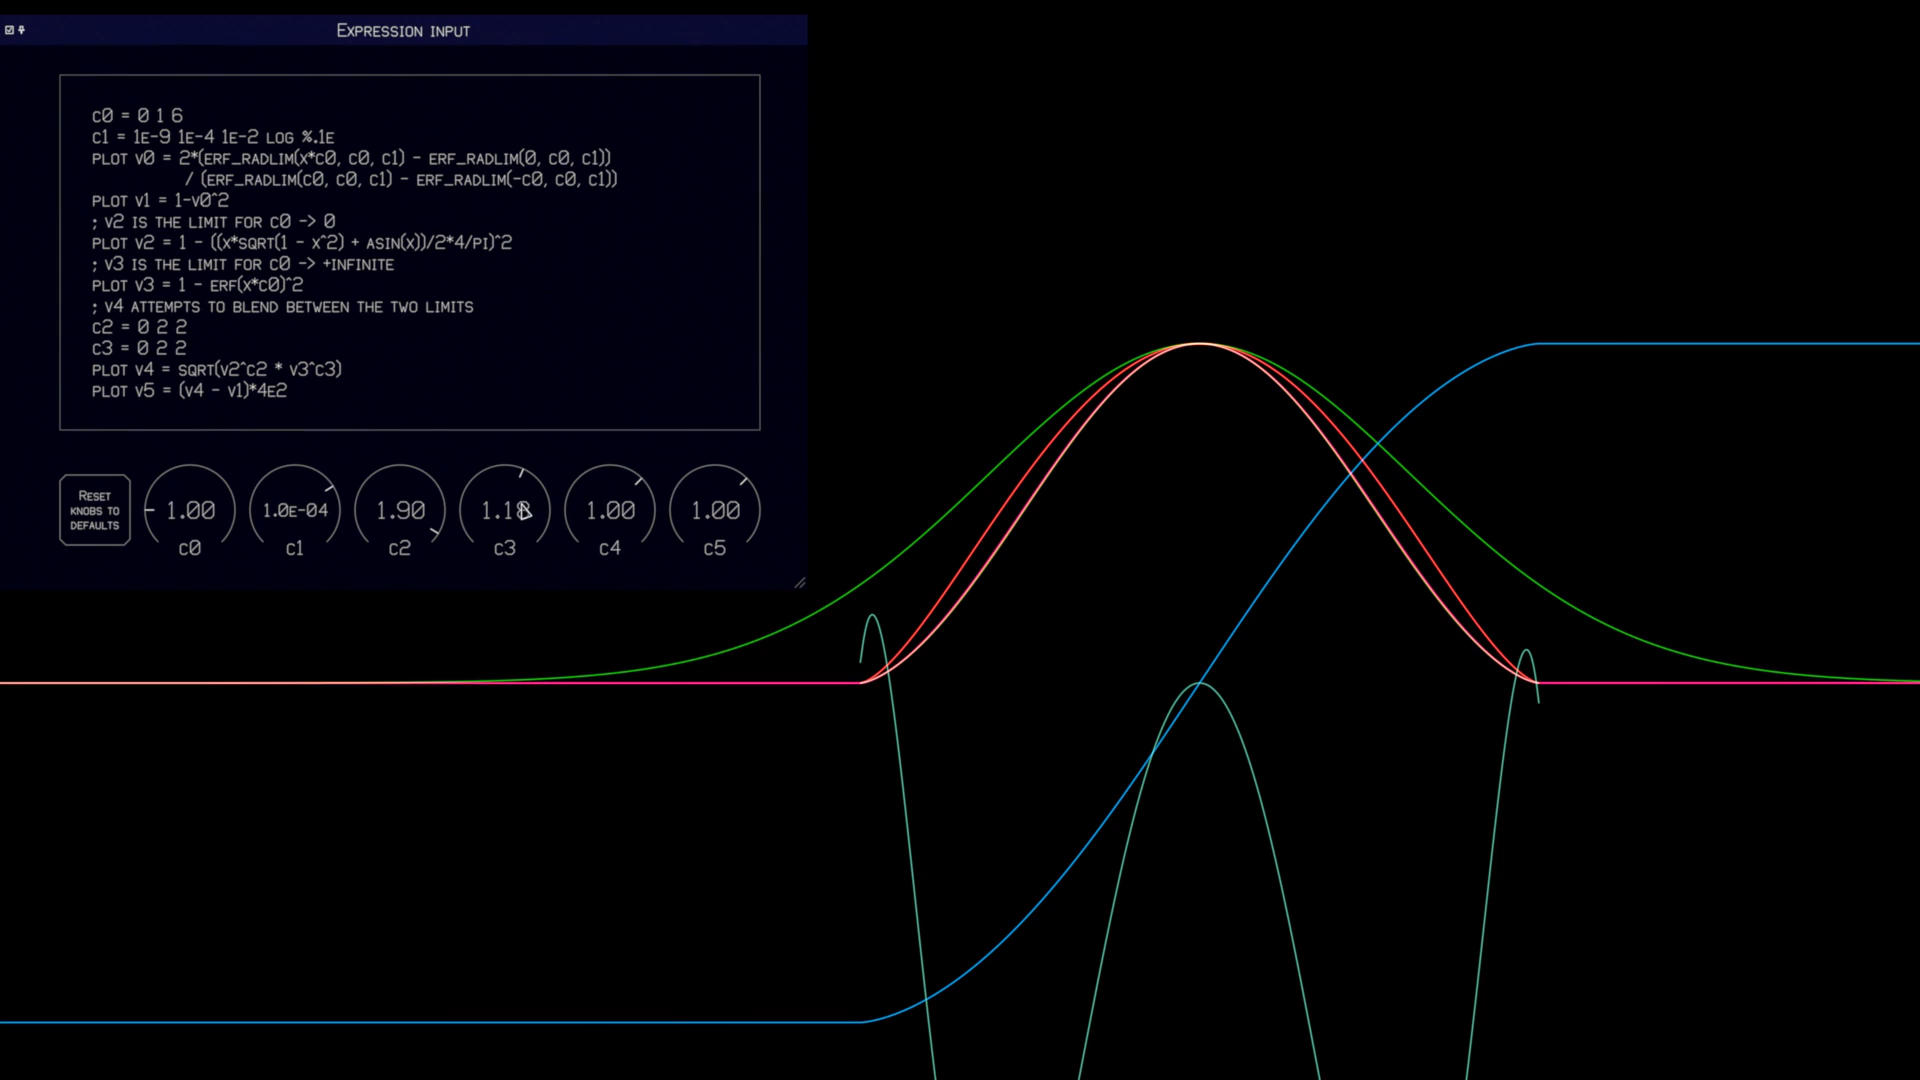 Expression input
c0 = 0 1 6
c1 = 1e-9 1e-4 1e-2 log %.1e
plot v0 = 2*(erf_radlim(x*c0, c0, c1) - erf_radlim(0, c0, c1))
/ (erf_radlim(c0, c0, c1) - erf_radlim(-c0, c0, c1))
plot v1 = 1-v0^2
; v2 is the limit for c0 -> 0
plot v2 = 1 - ((x*sqrt(1 - x^2) + asin(x))/2*4/pi)^2
; v3 is the limit for c0 -> +infinite
plot v3 = 1 - erf(x*c0)^2
; v4 attempts to blend between the two limits
c2 = 0 2 2
c3 = 0 2 2
plot v4 = sqrt(v2^c2 * v3^c3)
plot v5 = (v4 - v1)*4e2
Reset
knobs to
defaults
1.00
1.0e-04
1.90
1.18
1.00
1.00
c0
c1
c2
c3
c4
c5